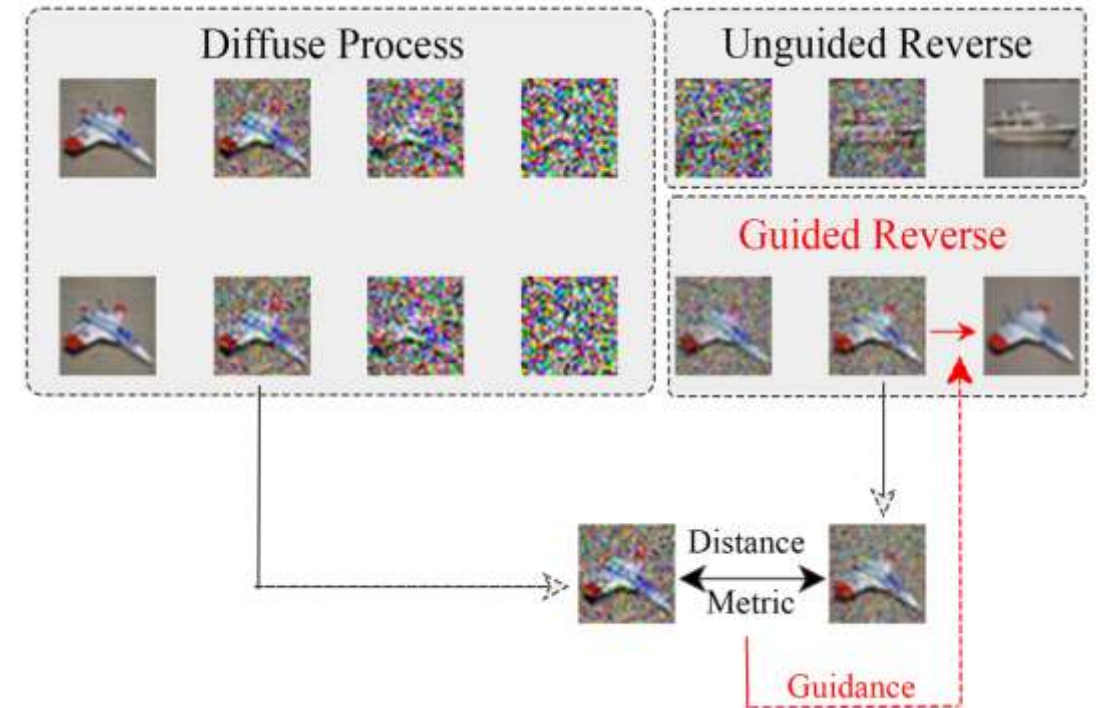 Diffuse Process
Unguided Reverse
Guided Reverse
Distance
Metric
Guidance